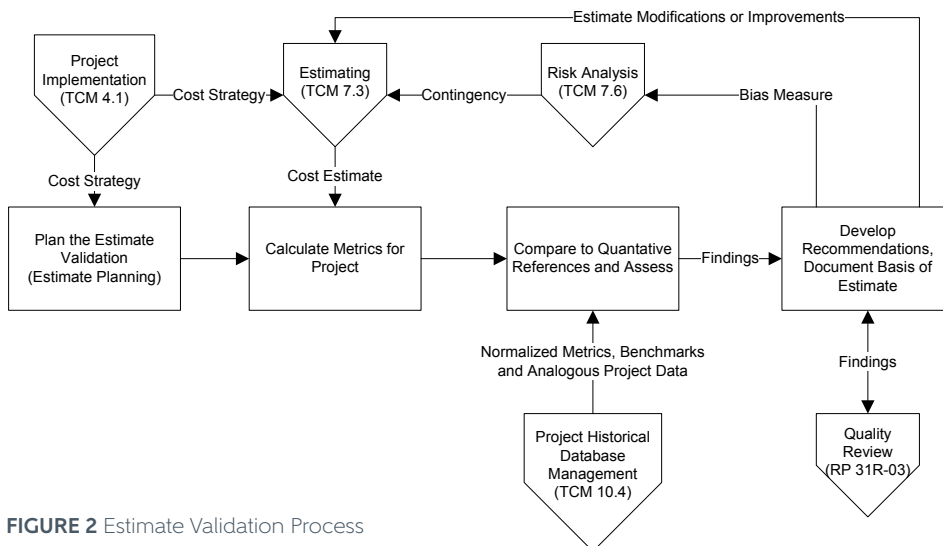 Estimate Modifications or Improvements
Project
Implementation
(TCM 4.1)
Cost Strategy
Estimating
(TCM 7.3)
Contingency
Risk Analysis
(TCM 7.6)
Bias Measure
Cost Strategy
Cost Estimate
Plan the Estimate
Validation
(Estimate Planning)
Calculate Metrics for
Project
Compare to Quantative
References and Assess
Findings
Develop
Recommendations,
Document Basis of
Estimate
Normalized Metrics, Benchmarks
and Analogous Project Data
Findings
Project Historical
Database
Management
(TCM 10.4)
Quality
Review
(RP 31R-03)
FIGURE 2 Estimate Validation Process